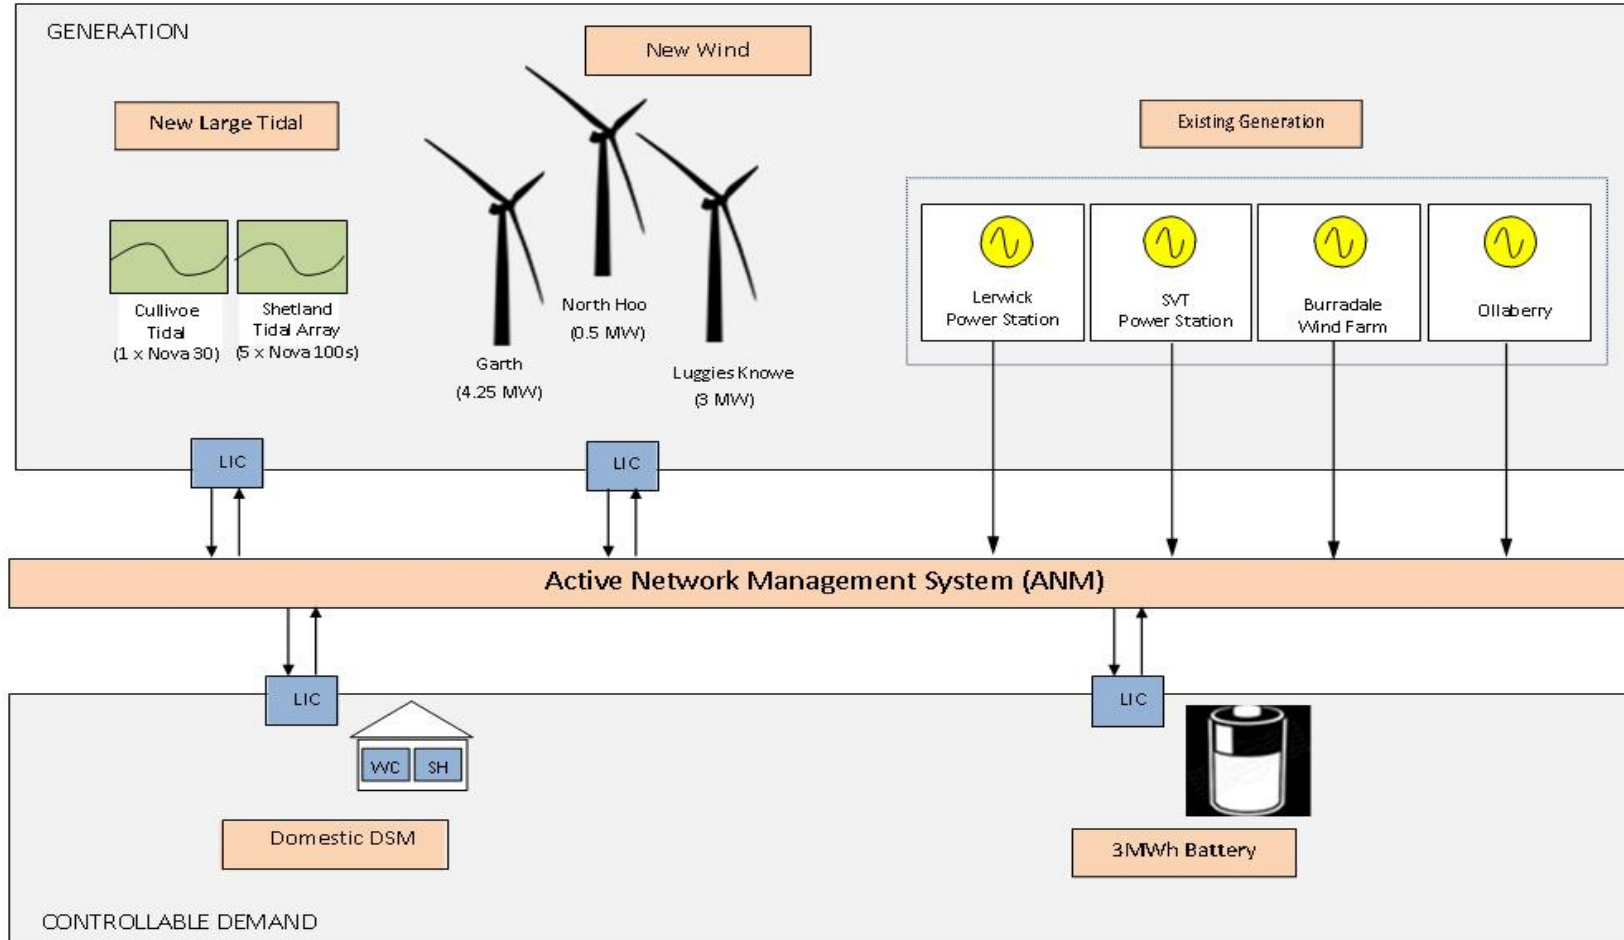 GENERATION
New Wind
New Large Tidal
Existing Generation
Cullivoe
Tidal
(1 x Nova 30)
Shetland
Tidal Array
(5 x Nova 100s)
Garth
(4.25 MW)
North Hoo
(0.5 MW)
Luggies Knowe
(3 MW)
Lerwick
Power Station
SVT
Power Station
Burradale
Wind Farm
Ollaberry
LIC
LIC
Active Network Management System (ANM)
LIC
LIC
WC
SH
Domestic DSM
3MWh Battery
CONTROLLABLE DEMAND